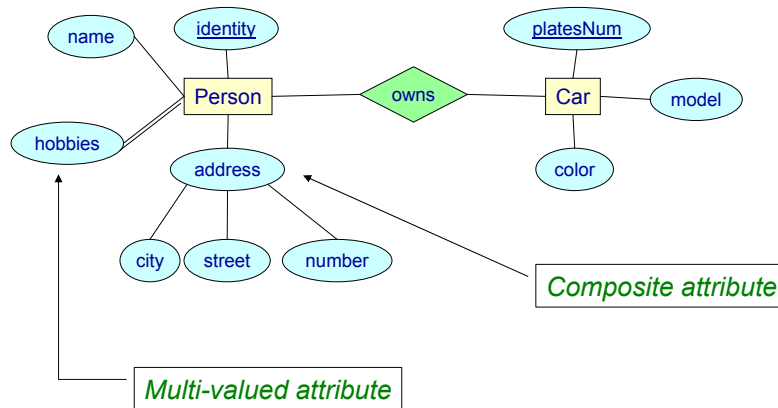 name
identity
platesNum
Person
owns
Car
model
hobbies
address
color
city
street
number
Composite attribute
Multi-valued attribute